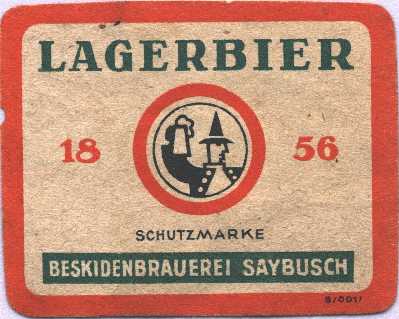 LAGERBIER
18 56
SCHUTZMARKE
BESKIDENBRAUEREI SAYBUSCH